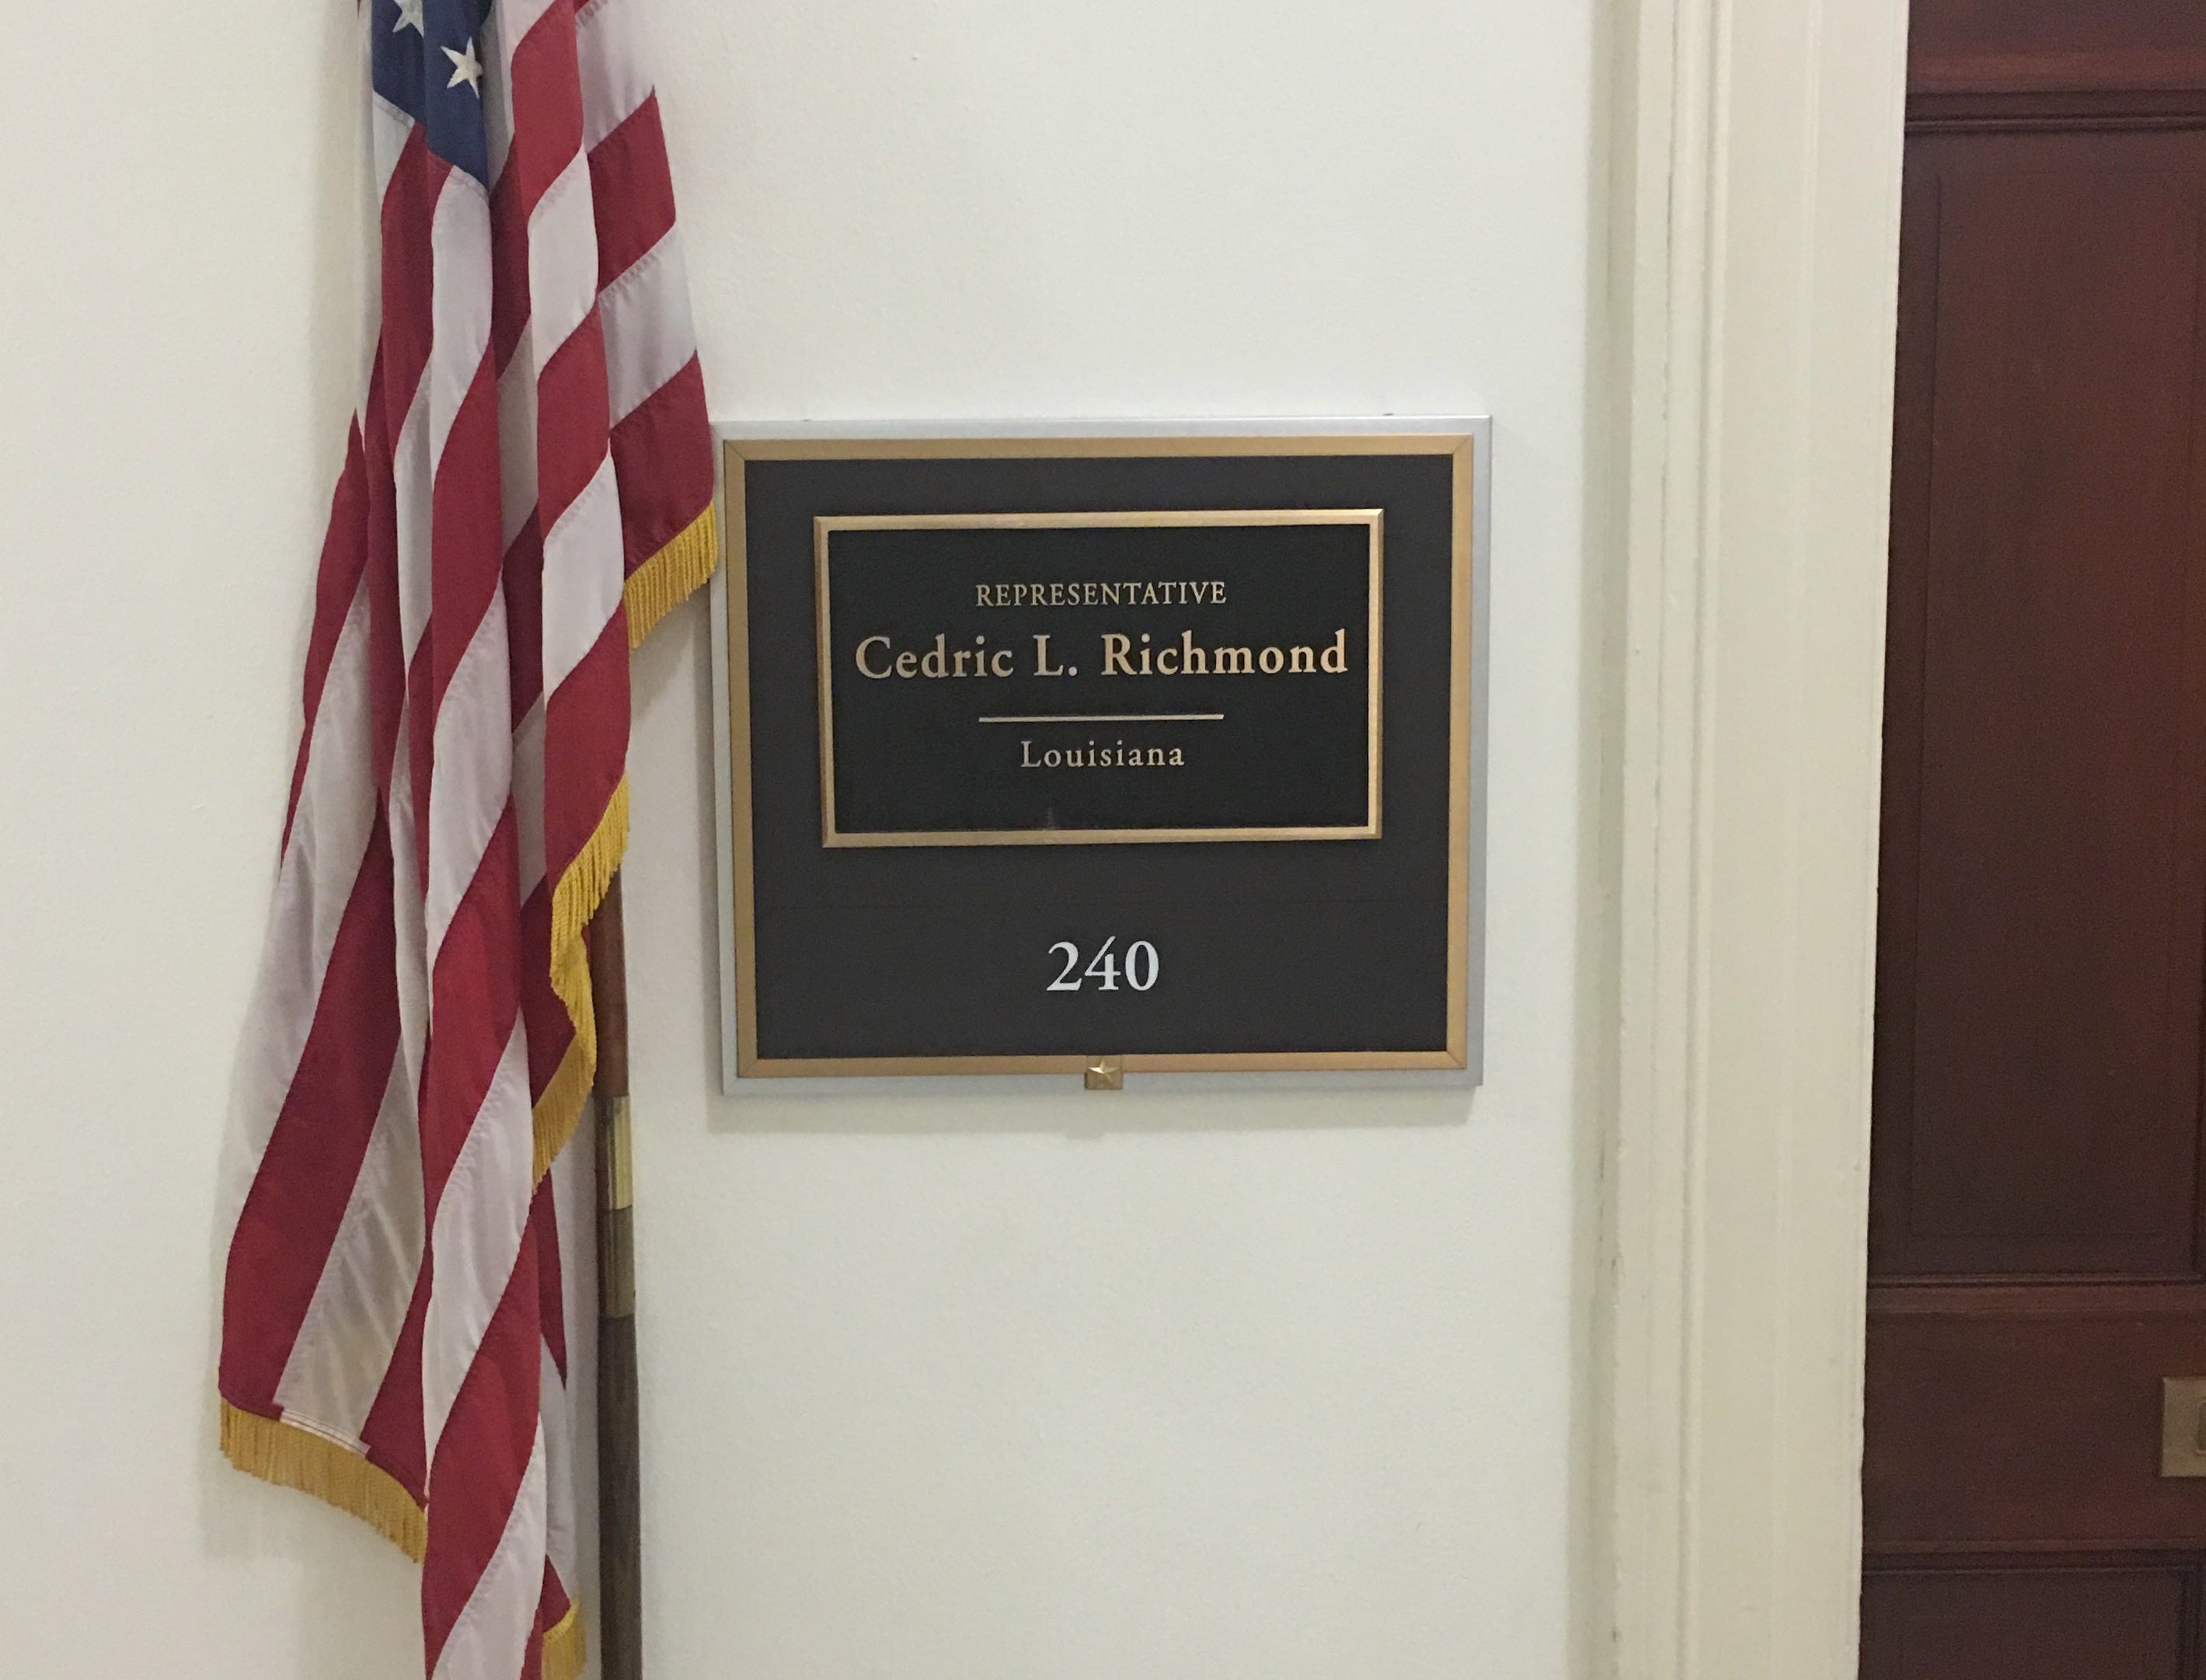 REPRESENTATIVE
Cedric L. Richmond
Louisiana
240